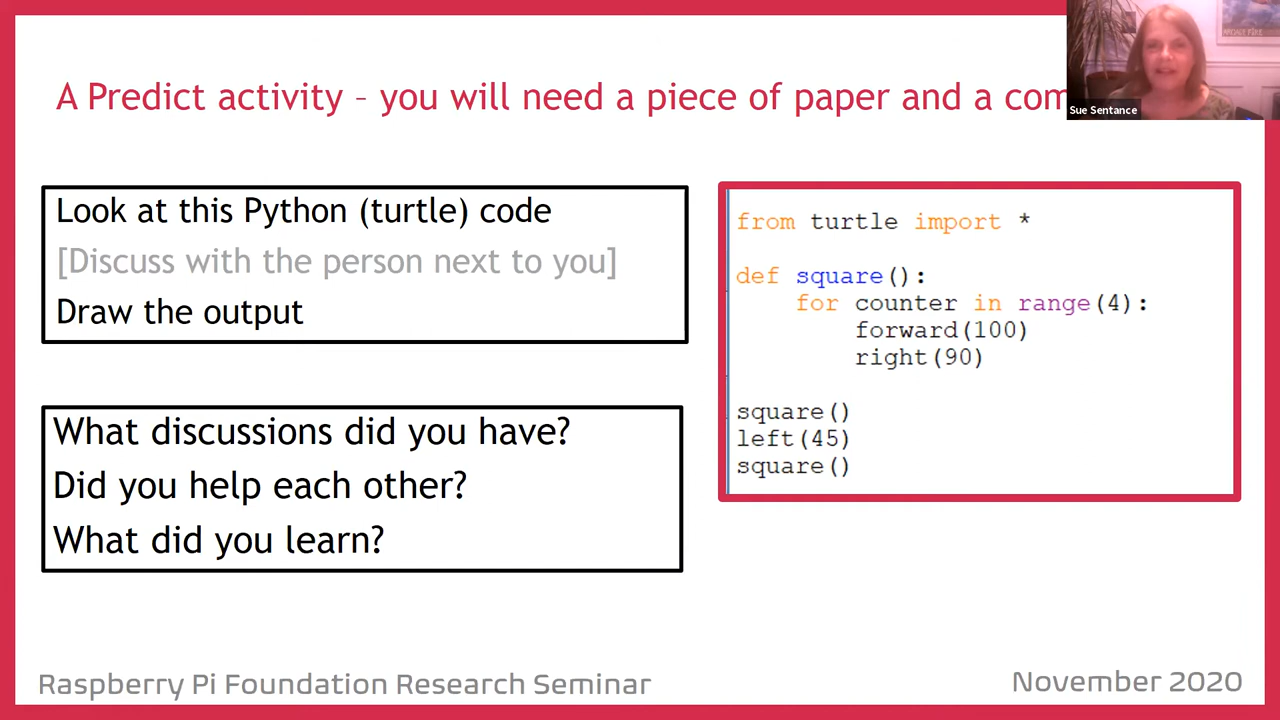 A Predict activity – you will need a piece of paper and a
Sue Sentance
Look at this Python (turtle) code
[Discuss with the person next to you]
Draw the output
What discussions did you have?
Did you help each other?
What did you learn?
from turtle import *
def square():
for counter in range(4):
forward(100)
right(90)
square()
left(45)
square()
Raspberry Pi Foundation Research Seminar
November 2020